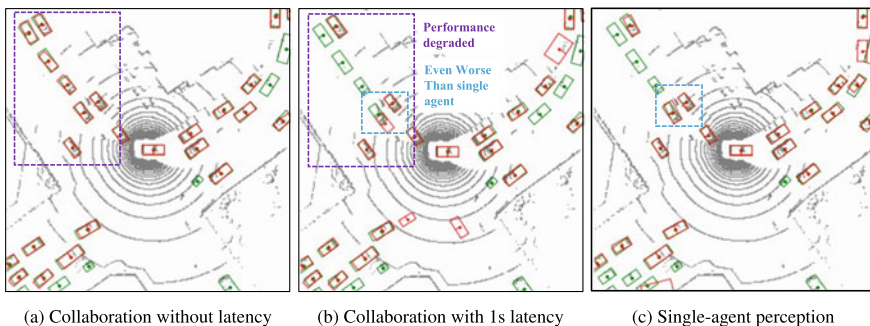 Performance
degraded
Even Worse
Than single
agent
(a) Collaboration without latency
(b) Collaboration with 1s latency
(c) Single-agent perception